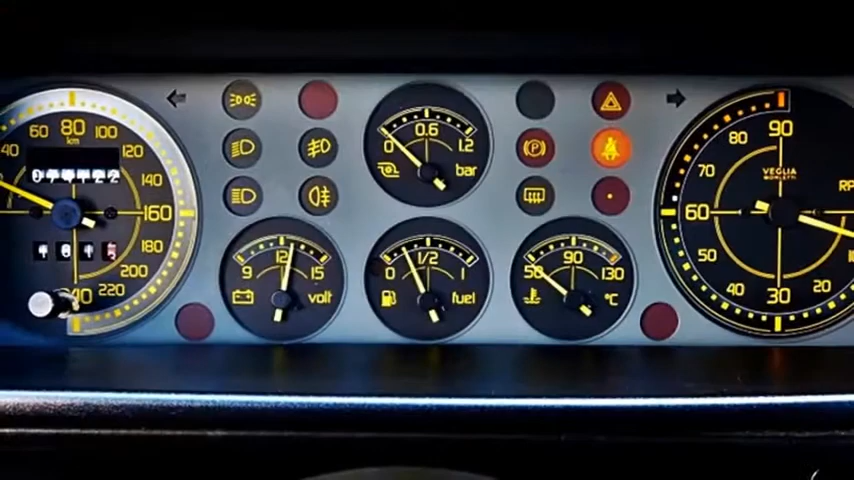 80
60 100
40 120
km
140
160
180
200
220
0 0.6 1.2
bar
9 12 15
volt
0 1/2 1
fuel
50 90 130
°C
P
90
80
70
VEGLIA
BORLETTI
60
50
40
30
20
RP